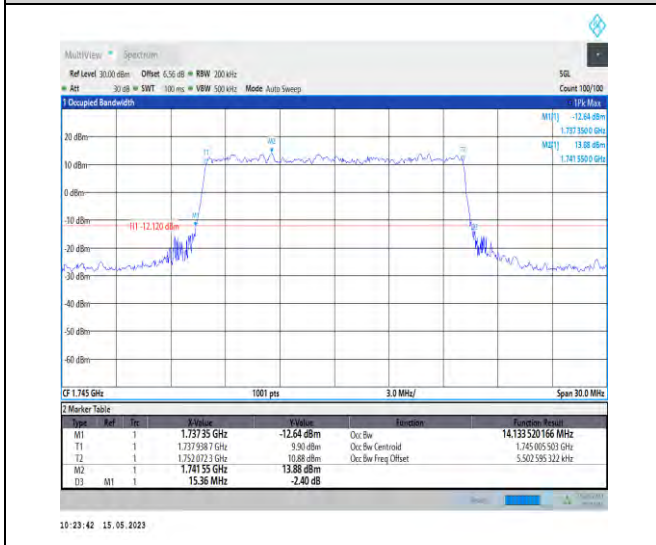 MultiView Spectrum
Ref Level 30.00 dBm Offset 6.56 dB RBW 200 kHz SGL
Att 30 dB SWT 100 ms VBW 500 kHz Mode Auto Sweep Count 100/100
1 Occupied Bandwidth 1Pk Max
M1[1] -12.64 dBm
1.737 350 0 GHz
20 dBm M2[1] 13.88 dBm
1.741 550 0 GHz
T1 M2 T2
10 dBm
0 dBm
-10 dBm M1
H1 -12.120 dBm
-20 dBm
-30 dBm
-40 dBm
-50 dBm
-60 dBm
CF 1.745 GHz 1001 pts 3.0 MHz/ Span 30.0 MHz
2 Marker Table
Type Ref Trc X-Value Y-Value Function Function Result
M1 1 1.737 35 GHz -12.64 dBm Occ Bw 14.133 520 166 MHz
T1 1 1.737 938 7 GHz 9.90 dBm Occ Bw Centroid 1.745 005 503 GHz
T2 1 1.752 072 3 GHz 10.88 dBm Occ Bw Freq Offset 5.502 595 322 kHz
M2 1 1.741 55 GHz 13.88 dBm
D3 M1 1 15.36 MHz -2.40 dB
10:23:42 15.05.2023